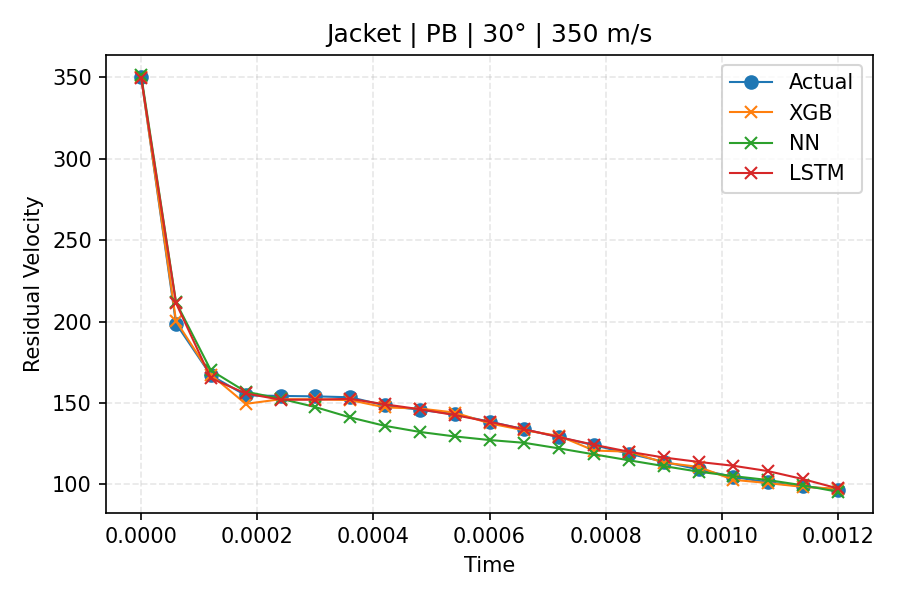 Jacket | PB | 30° | 350 m/s
Residual Velocity
350
300
250
200
150
100
Actual
XGB
NN
LSTM
0.0000
0.0002
0.0004
0.0006
0.0008
0.0010
0.0012
Time